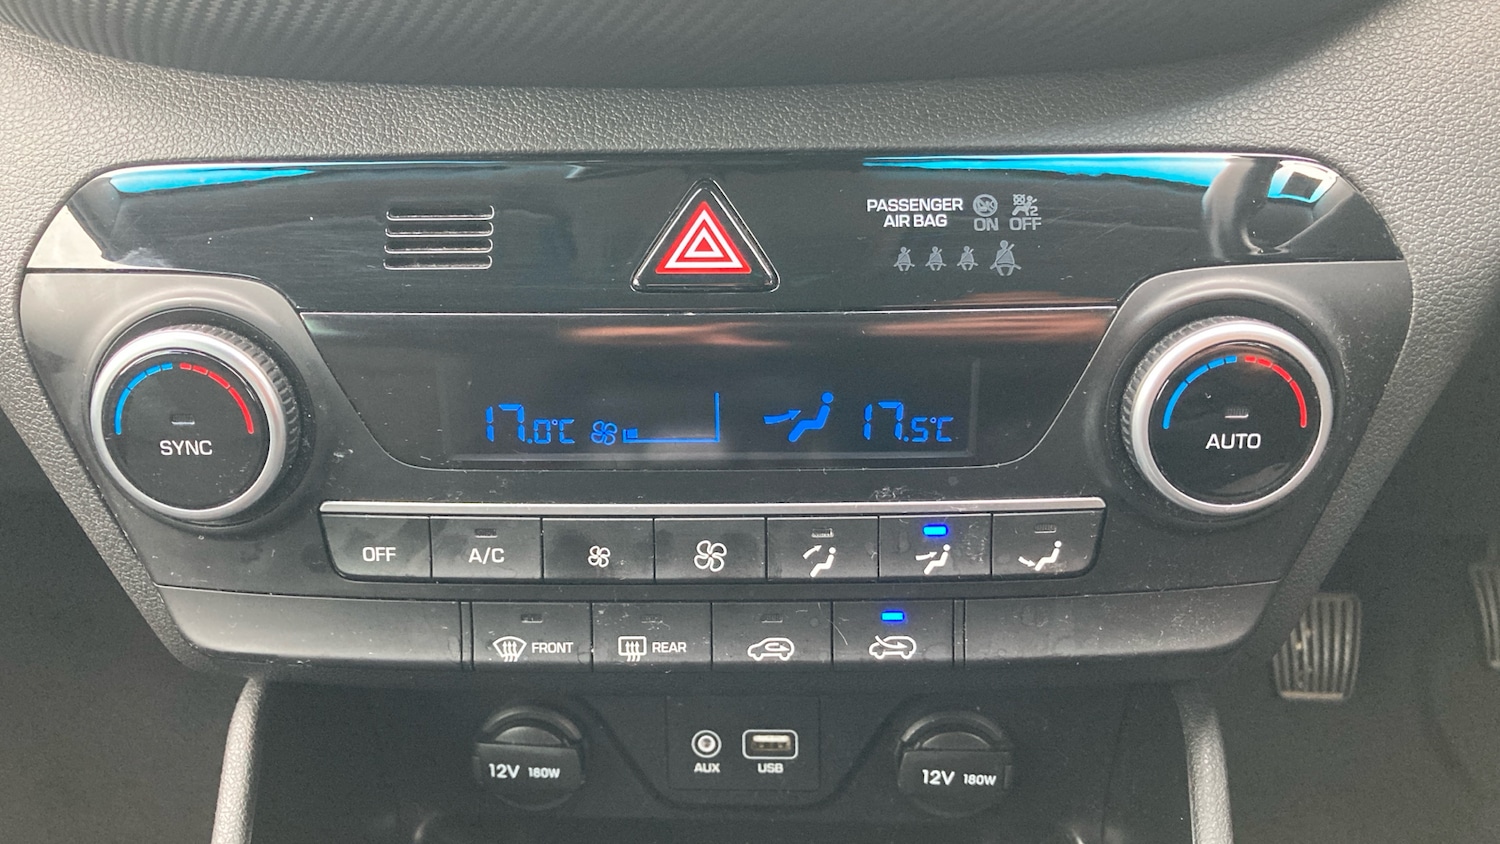 PASSENGER
AIR BAG
ON OFF
17.0°C 17.5°C
SYNC
AUTO
OFF A/C
FRONT REAR
AUX USB
12V 180W
12V 180W